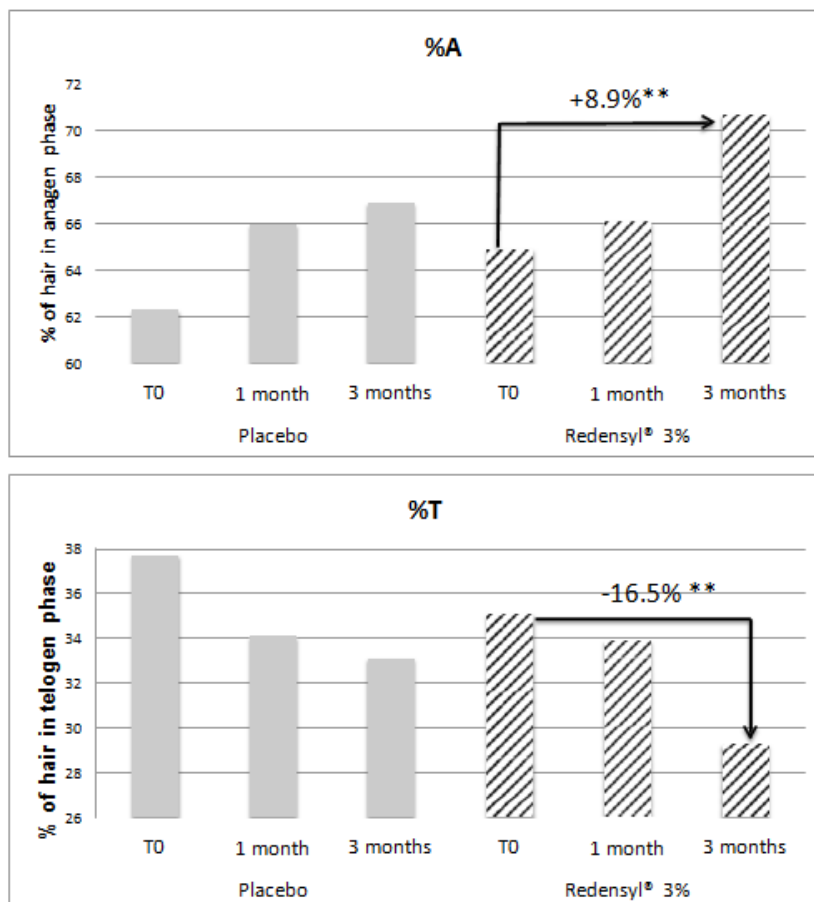 %A
% of hair in anagen phase
72
70
68
66
64
62
60
+8.9%**
T0 1 month 3 months T0 1 month 3 months
Placebo Redensyl® 3%
%T
% of hair in telogen phase
38
36
34
32
30
28
26
-16.5% **
T0 1 month 3 months T0 1 month 3 months
Placebo Redensyl® 3%